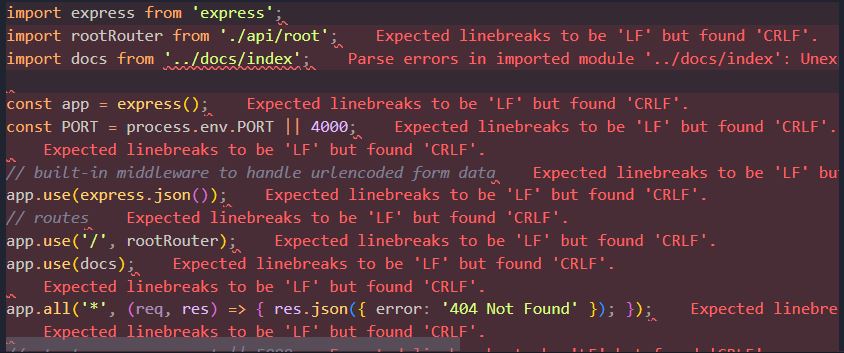 import express from 'express';
import rootRouter from './api/root';    Expected linebreaks to be 'LF' but found 'CRLF'.
import docs from '../docs/index';    Parse errors in imported module '../docs/index': Unex
const app = express();    Expected linebreaks to be 'LF' but found 'CRLF'.
const PORT = process.env.PORT || 4000;    Expected linebreaks to be 'LF' but found 'CRLF'.
Expected linebreaks to be 'LF' but found 'CRLF'.
// built-in middleware to handle urlencoded form data    Expected linebreaks to be 'LF' bu
app.use(express.json());    Expected linebreaks to be 'LF' but found 'CRLF'.
// routes    Expected linebreaks to be 'LF' but found 'CRLF'.
app.use('/', rootRouter);    Expected linebreaks to be 'LF' but found 'CRLF'.
app.use(docs);    Expected linebreaks to be 'LF' but found 'CRLF'.
Expected linebreaks to be 'LF' but found 'CRLF'.
app.all('*', (req, res) => { res.json({ error: '404 Not Found' }); });    Expected linebre
Expected linebreaks to be 'LF' but found 'CRLF'.